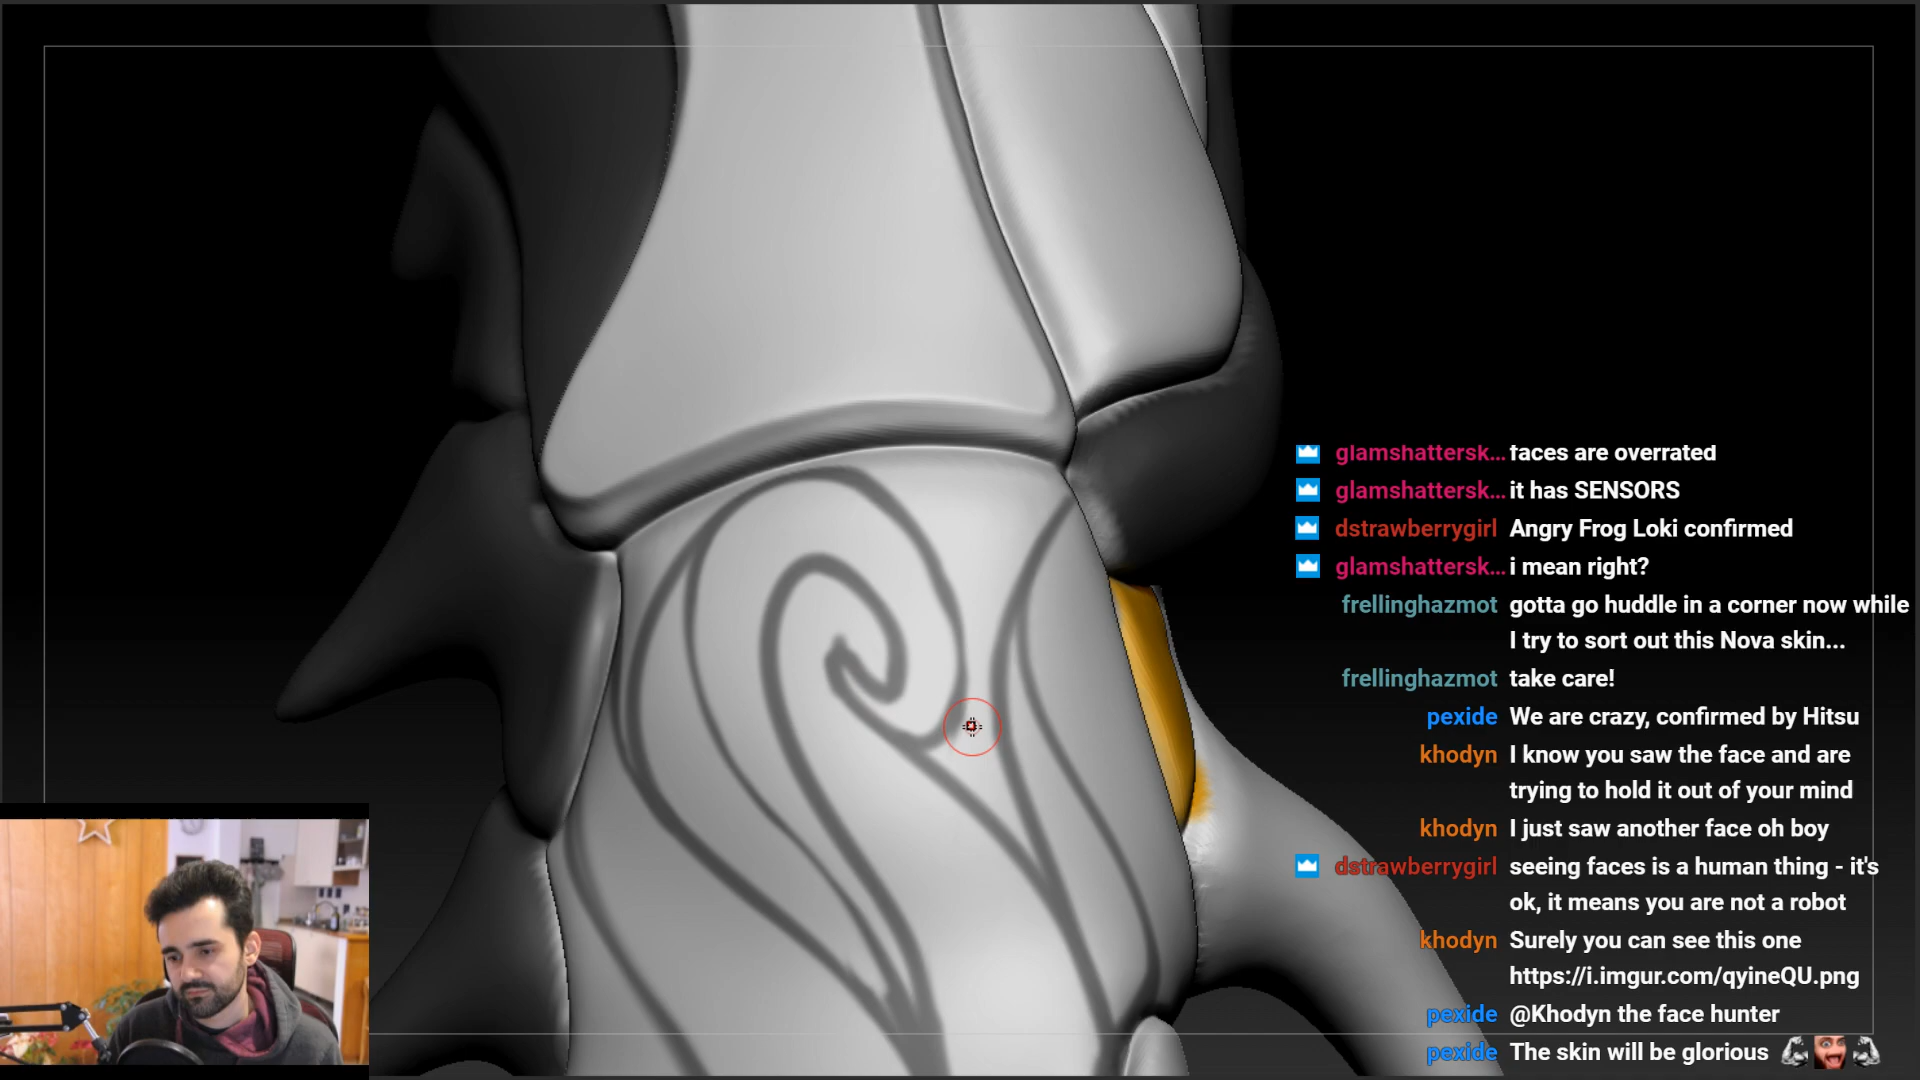 glamshattersk... faces are overrated
glamshattersk... it has SENSORS
dstrawberrygirl Angry Frog Loki confirmed
glamshattersk... i mean right?
frellinghazmot gotta go huddle in a corner now while
I try to sort out this Nova skin...
frellinghazmot take care!
pexide We are crazy, confirmed by Hitsu
khodyn I know you saw the face and are
trying to hold it out of your mind
khodyn I just saw another face oh boy
dstrawberrygirl seeing faces is a human thing - it's
ok, it means you are not a robot
khodyn Surely you can see this one
https://i.imgur.com/qyineQU.png
pexide @Khodyn the face hunter
pexide The skin will be glorious